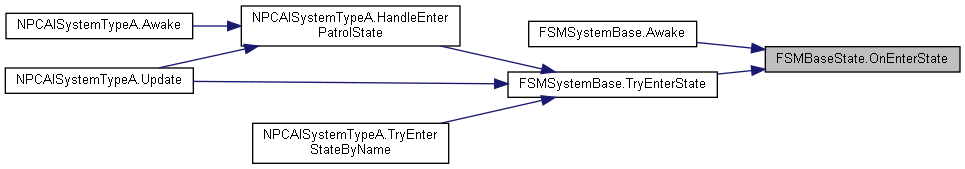 NPCAISystemTypeA.Awake
NPCAISystemTypeA.HandleEnter
PatrolState
FSMSystemBase.Awake
FSMBaseState.OnEnterState
NPCAISystemTypeA.Update
FSMSystemBase.TryEnterState
NPCAISystemTypeA.TryEnter
StateByName